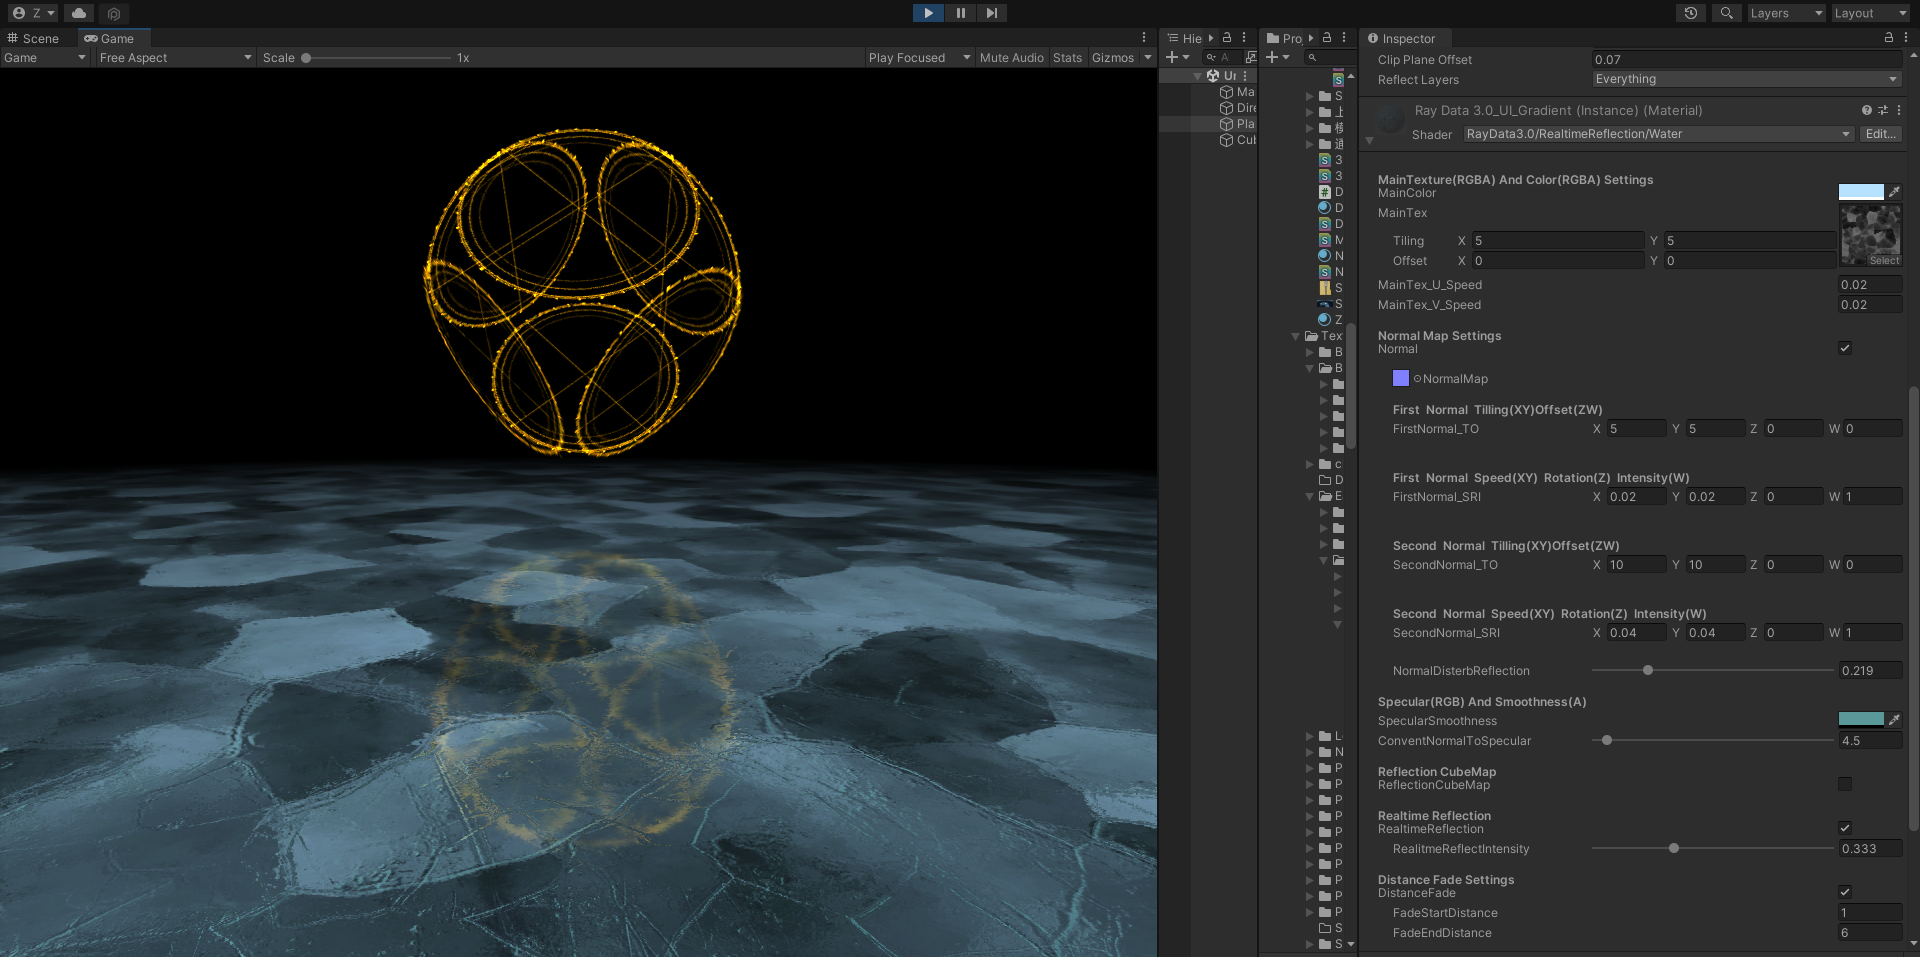 Z
Layers
Layout
Scene
Game
Game
Free Aspect
Scale
1x
Play Focused
Mute Audio
Stats
Gizmos
Hie
Ma
Dire
Pla
Cub
Inspector
Clip Plane Offset 0.07
Reflect Layers Everything
Ray Data 3.0_UI_Gradient (Instance) (Material)
Shader RayData3.0/RealtimeReflection/Water Edit...
MainTexture(RGBA) And Color(RGBA) Settings
MainColor
MainTex
Tiling X 5 Y 5
Offset X 0 Y 0
Select
MainTex_U_Speed 0.02
MainTex_V_Speed 0.02
Normal Map Settings
Normal
NormalMap
First Normal Tilling(XY)Offset(ZW)
FirstNormal_TO X 5 Y 5 Z 0 W 0
First Normal Speed(XY) Rotation(Z) Intensity(W)
FirstNormal_SRI X 0.02 Y 0.02 Z 0 W 1
Second Normal Tilling(XY)Offset(ZW)
SecondNormal_TO X 10 Y 10 Z 0 W 0
Second Normal Speed(XY) Rotation(Z) Intensity(W)
SecondNormal_SRI X 0.04 Y 0.04 Z 0 W 1
NormalDisterbReflection 0.219
Specular(RGB) And Smoothness(A)
SpecularSmoothness
ConventNormalToSpecular 4.5
Reflection CubeMap
ReflectionCubeMap
Realtime Reflection
RealtimeReflection
RealitmeReflectIntensity 0.333
Distance Fade Settings
DistanceFade
FadeStartDistance 1
FadeEndDistance 6